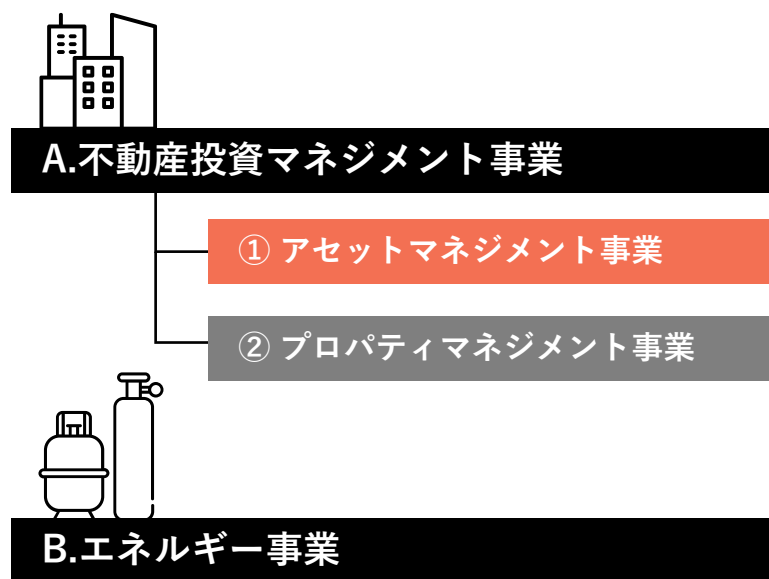 A.不動産投資マネジメント事業
① アセットマネジメント事業
② プロパティマネジメント事業
B.エネルギー事業